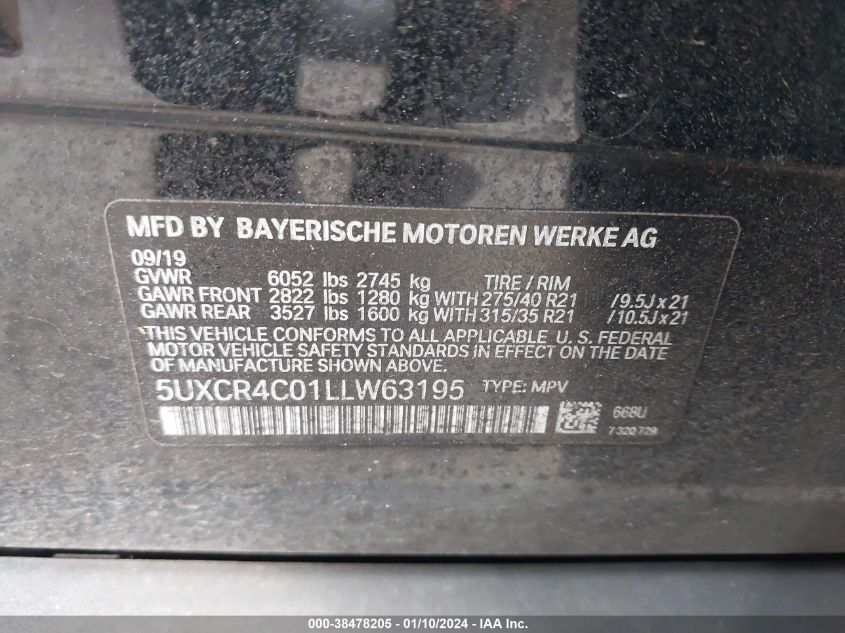 MFD BY BAYERISCHE MOTOREN WERKE AG
09/19
GVWR 6052 lbs 2745 kg TIRE / RIM
GAWR FRONT 2822 lbs 1280 kg WITH 275/40 R21 /9.5J x 21
GAWR REAR 3527 lbs 1600 kg WITH 315/35 R21 /10.5J x 21
THIS VEHICLE CONFORMS TO ALL APPLICABLE U. S. FEDERAL
MOTOR VEHICLE SAFETY STANDARDS IN EFFECT ON THE DATE
OF MANUFACTURE SHOWN ABOVE.
5UXCR4C01LLW63195 TYPE: MPV
668U
7 320 729
000-38478205 - 01/10/2024 - IAA Inc.